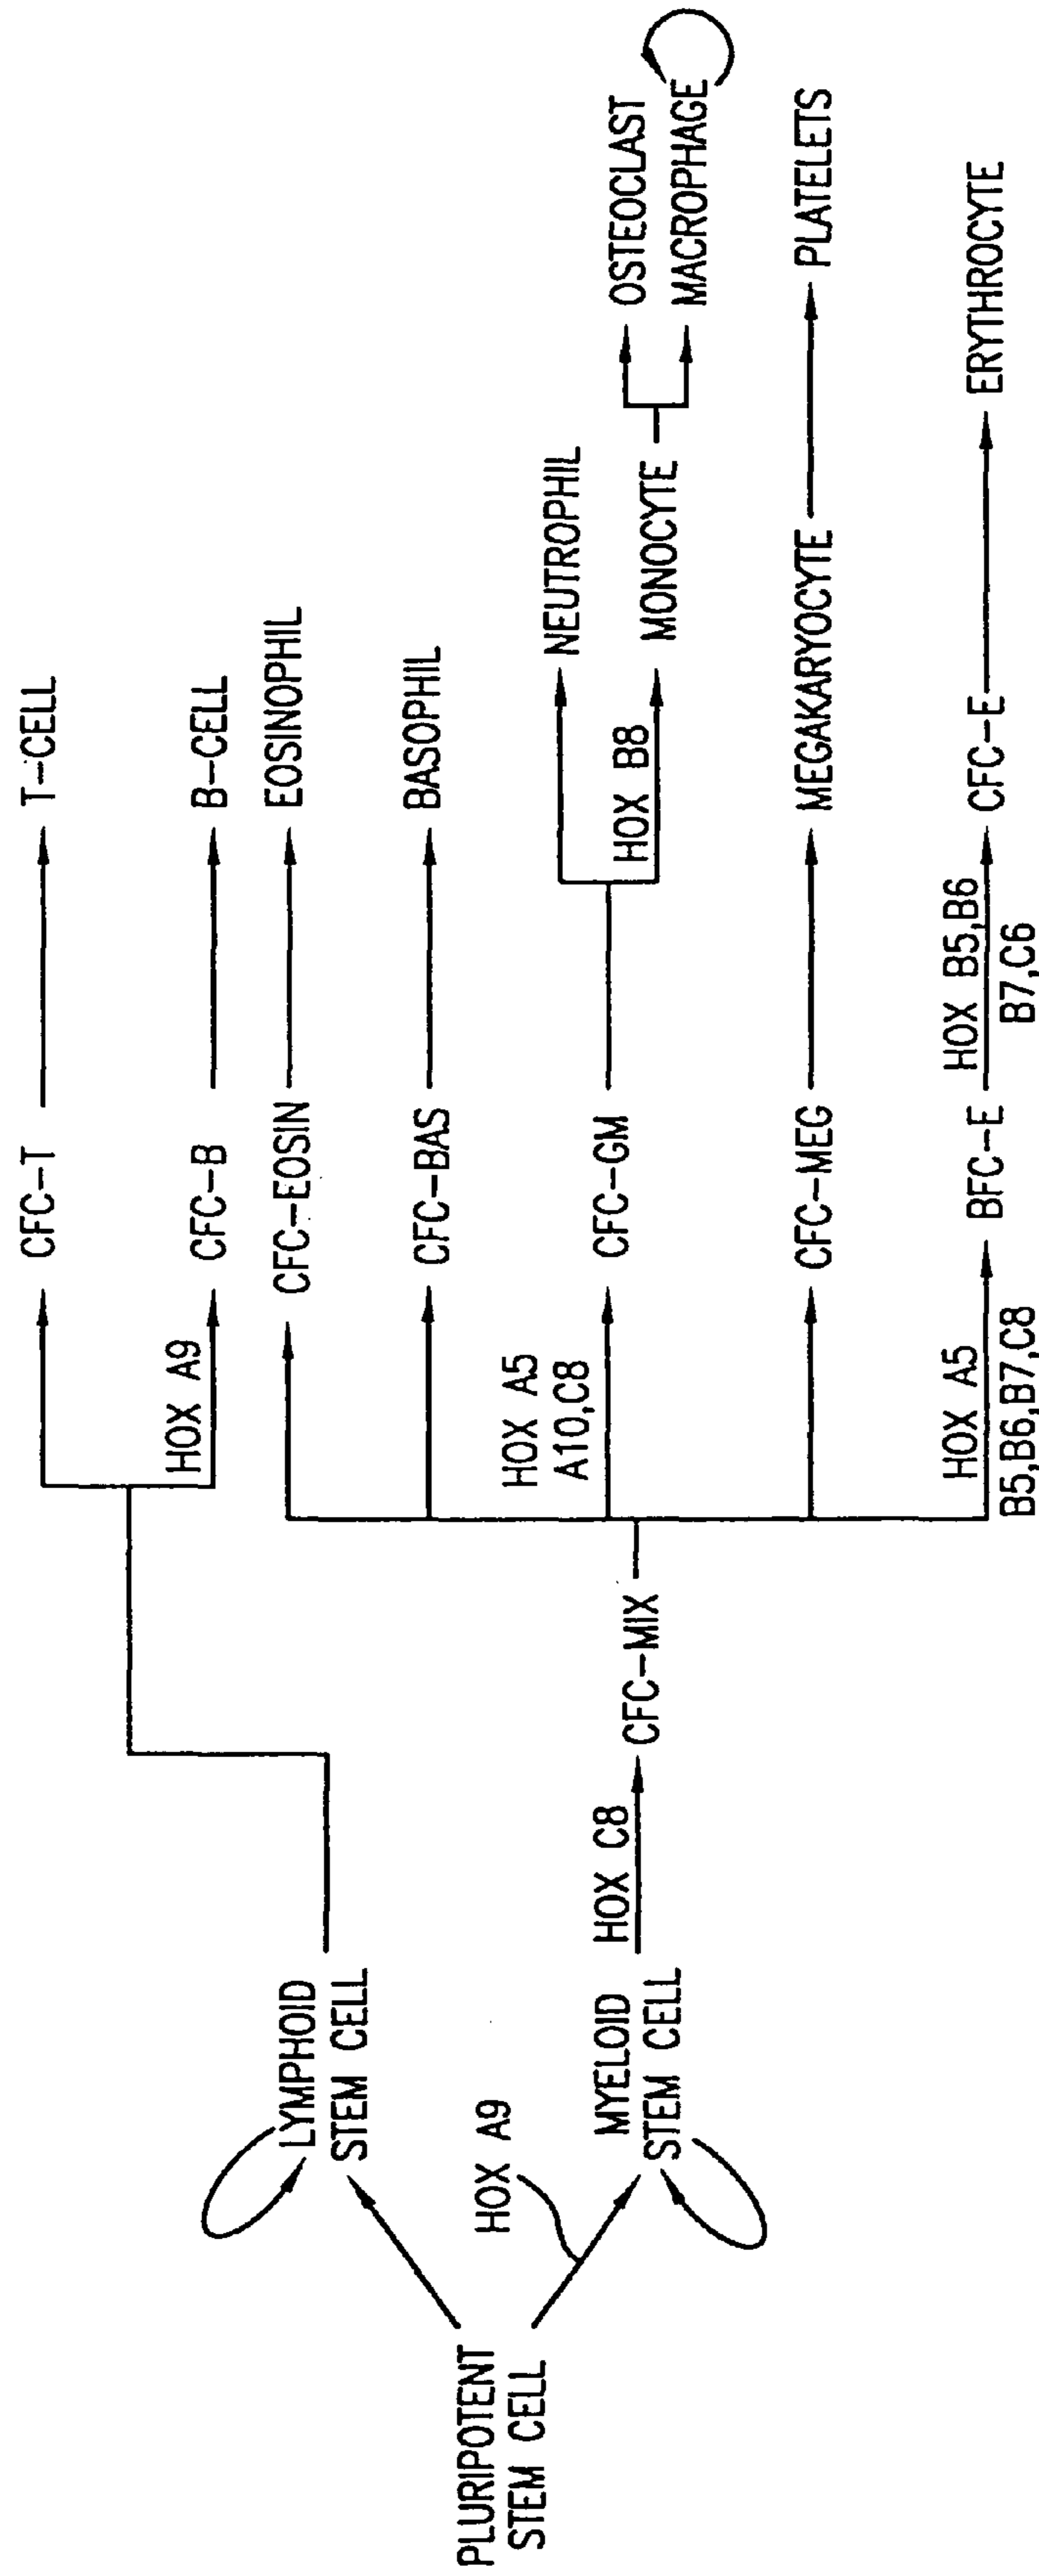 PLURIPOTENT
STEM CELL
LYMPHOID
STEM CELL
HOX A9
MYELOID
STEM CELL
HOX C8
CFC-MIX
HOX A9
CFC-T
T-CELL
CFC-B
B-CELL
CFC-EOSIN
EOSINOPHIL
CFC-BAS
BASOPHIL
HOX A5
A10,C8
CFC-GM
NEUTROPHIL
HOX B8
MONOCYTE
OSTEOCLAST
MACROPHAGE
CFC-MEG
MEGAKARYOCYTE
PLATELETS
HOX A5
B5,B6,B7,C8
BFC-E
HOX B5,B6
B7,C6
CFC-E
ERYTHROCYTE